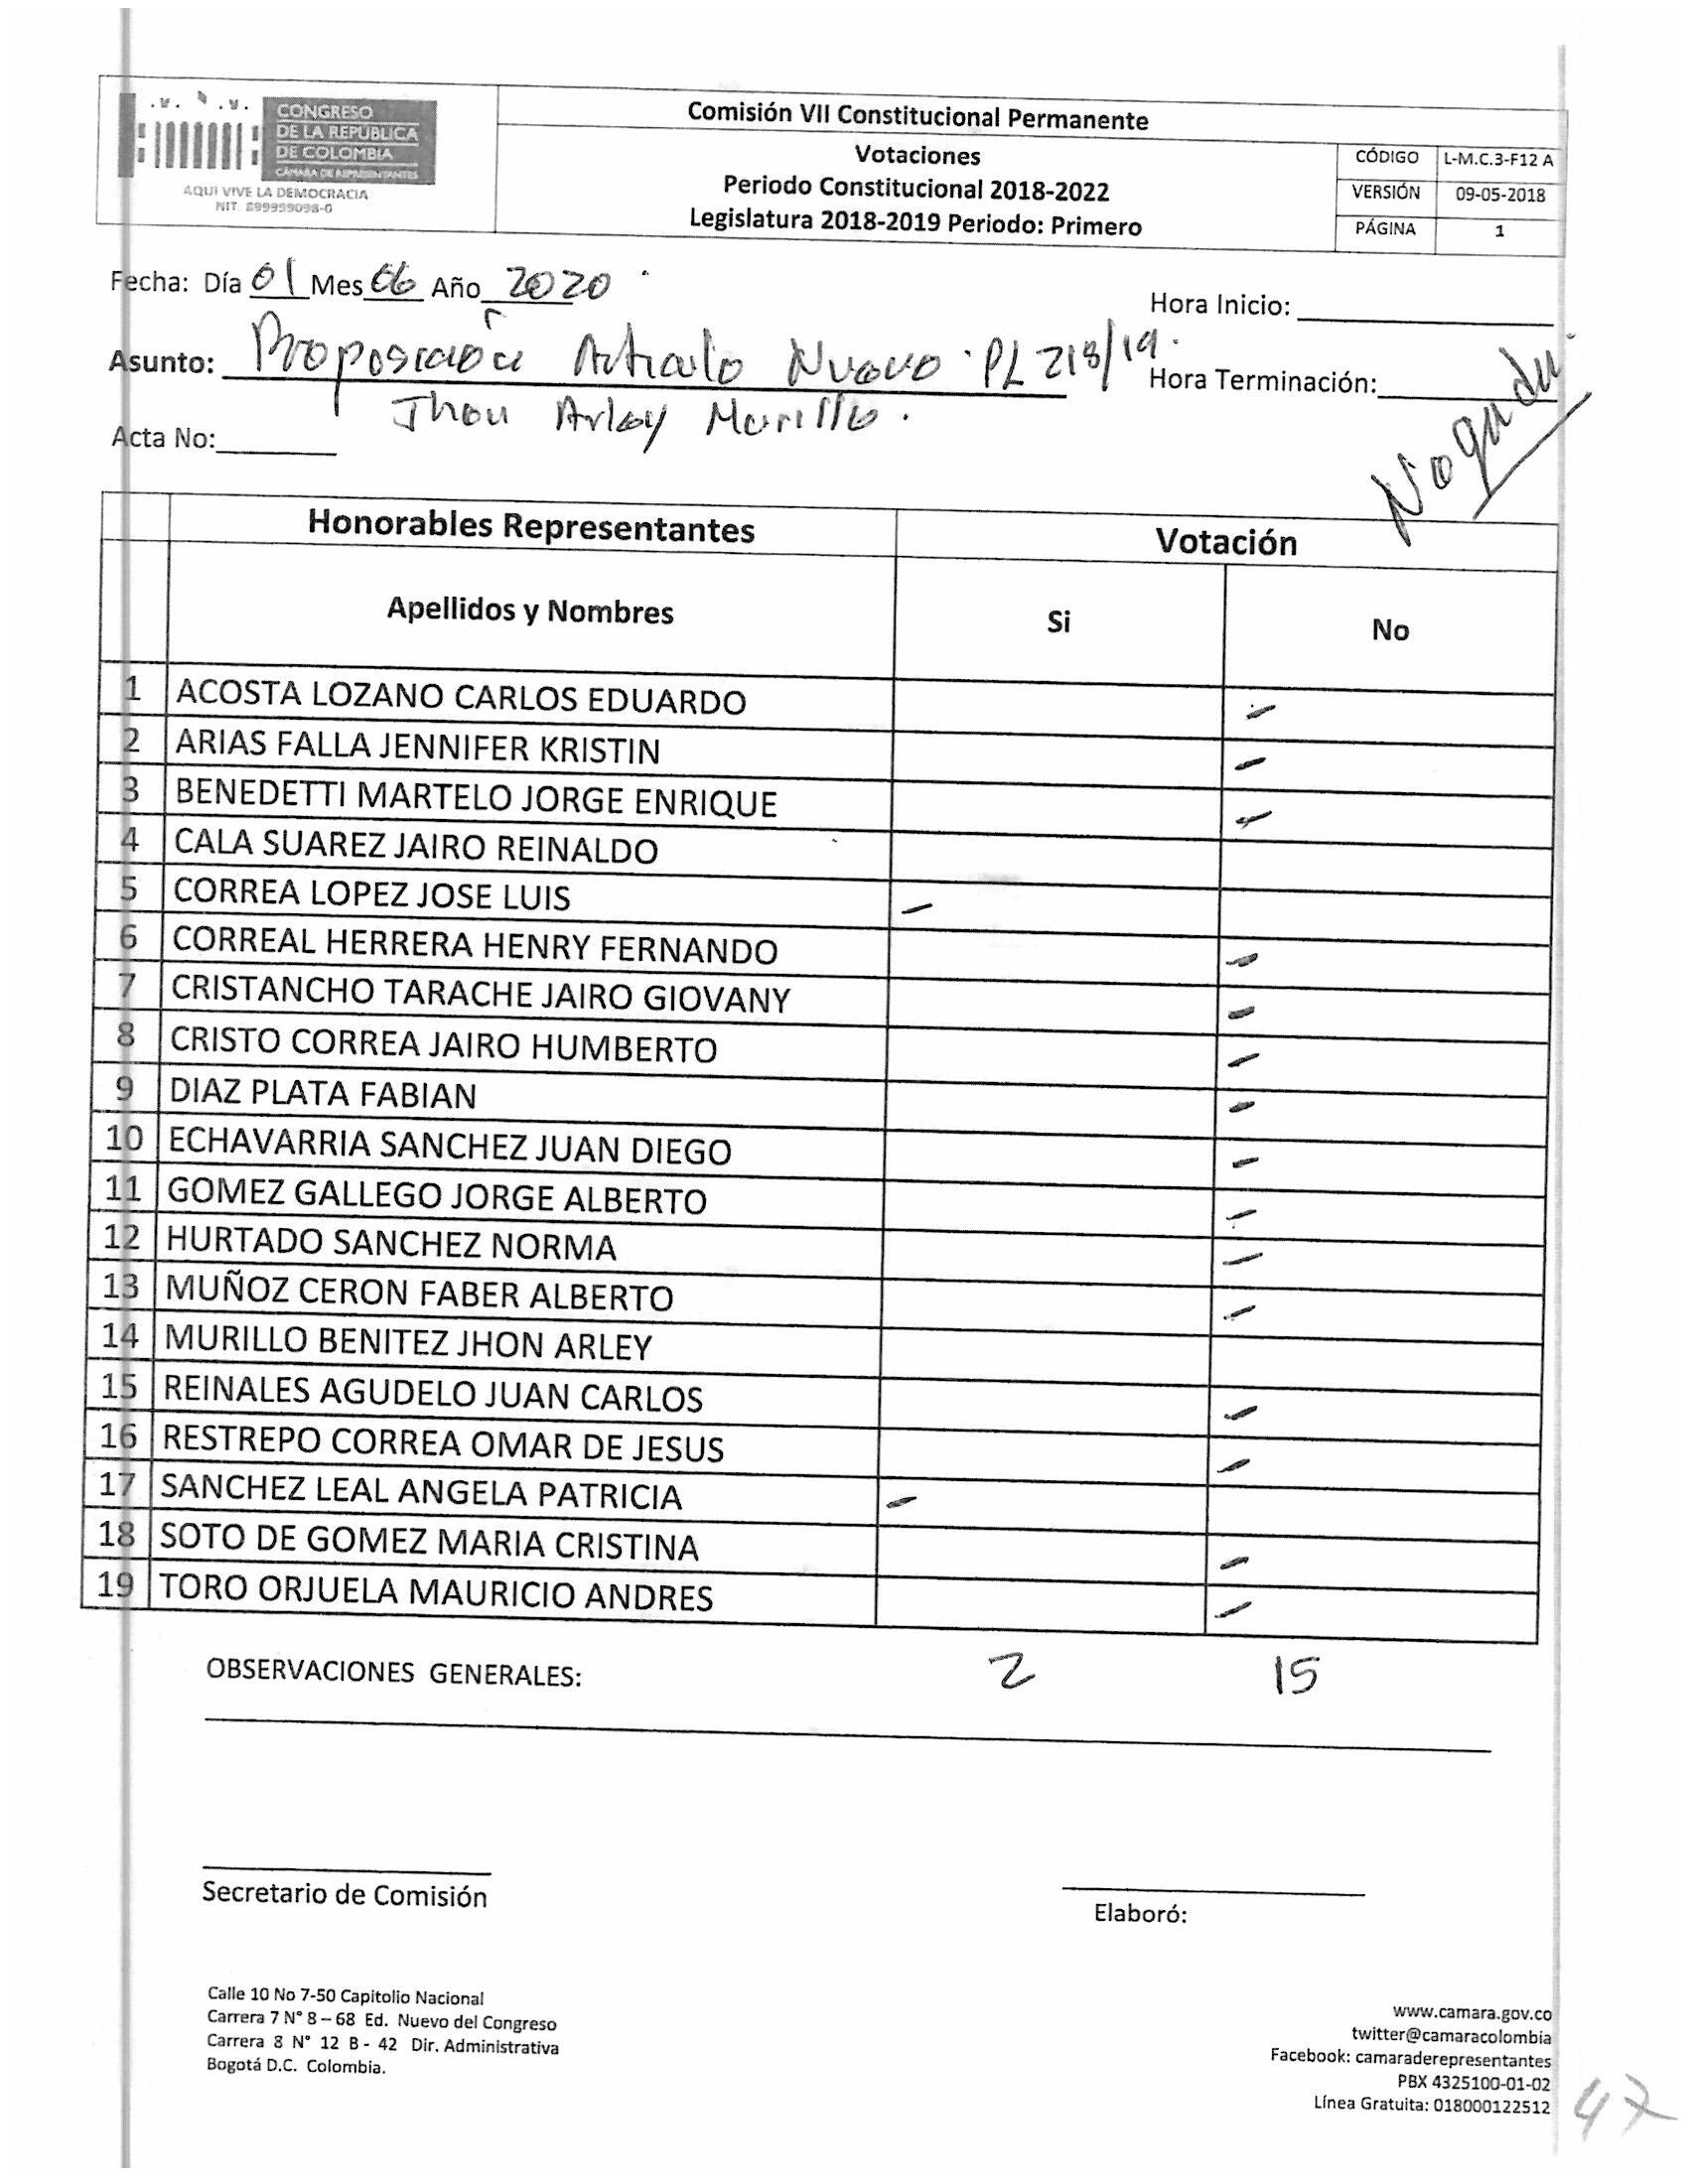 CONGRESO
DE LA REPÚBLICA
DE COLOMBIA
CÁMARA DE REPRESENTANTES
AQUI VIVE LA DEMOCRACIA
NIT. 899999098-0
Comisión VII Constitucional Permanente
Votaciones
Periodo Constitucional 2018-2022
Legislatura 2018-2019 Periodo: Primero
CÓDIGO L-M.C.3-F12 A
VERSIÓN 09-05-2018
PÁGINA 1
Fecha: Día 01 Mes 06 Año 2020
Hora Inicio:
Asunto: Proposición Articulo Nuevo PL 218/19.
Hora Terminación:
Jhon Arley Murillo.
Acta No:
Negada
Honorables Representantes Votación
Apellidos y Nombres Si No
1 ACOSTA LOZANO CARLOS EDUARDO
2 ARIAS FALLA JENNIFER KRISTIN
3 BENEDETTI MARTELO JORGE ENRIQUE
4 CALA SUAREZ JAIRO REINALDO
5 CORREA LOPEZ JOSE LUIS
6 CORREAL HERRERA HENRY FERNANDO
7 CRISTANCHO TARACHE JAIRO GIOVANY
8 CRISTO CORREA JAIRO HUMBERTO
9 DIAZ PLATA FABIAN
10 ECHAVARRIA SANCHEZ JUAN DIEGO
11 GOMEZ GALLEGO JORGE ALBERTO
12 HURTADO SANCHEZ NORMA
13 MUÑOZ CERON FABER ALBERTO
14 MURILLO BENITEZ JHON ARLEY
15 REINALES AGUDELO JUAN CARLOS
16 RESTREPO CORREA OMAR DE JESUS
17 SANCHEZ LEAL ANGELA PATRICIA
18 SOTO DE GOMEZ MARIA CRISTINA
19 TORO ORJUELA MAURICIO ANDRES
OBSERVACIONES GENERALES: 2 15
Secretario de Comisión
Elaboró:
Calle 10 No 7-50 Capitolio Nacional
Carrera 7 N° 8 – 68 Ed. Nuevo del Congreso
Carrera 8 N° 12 B - 42 Dir. Administrativa
Bogotá D.C. Colombia.
www.camara.gov.co
twitter@camaracolombia
Facebook: camaraderepresentantes
PBX 4325100-01-02
Línea Gratuita: 018000122512
47